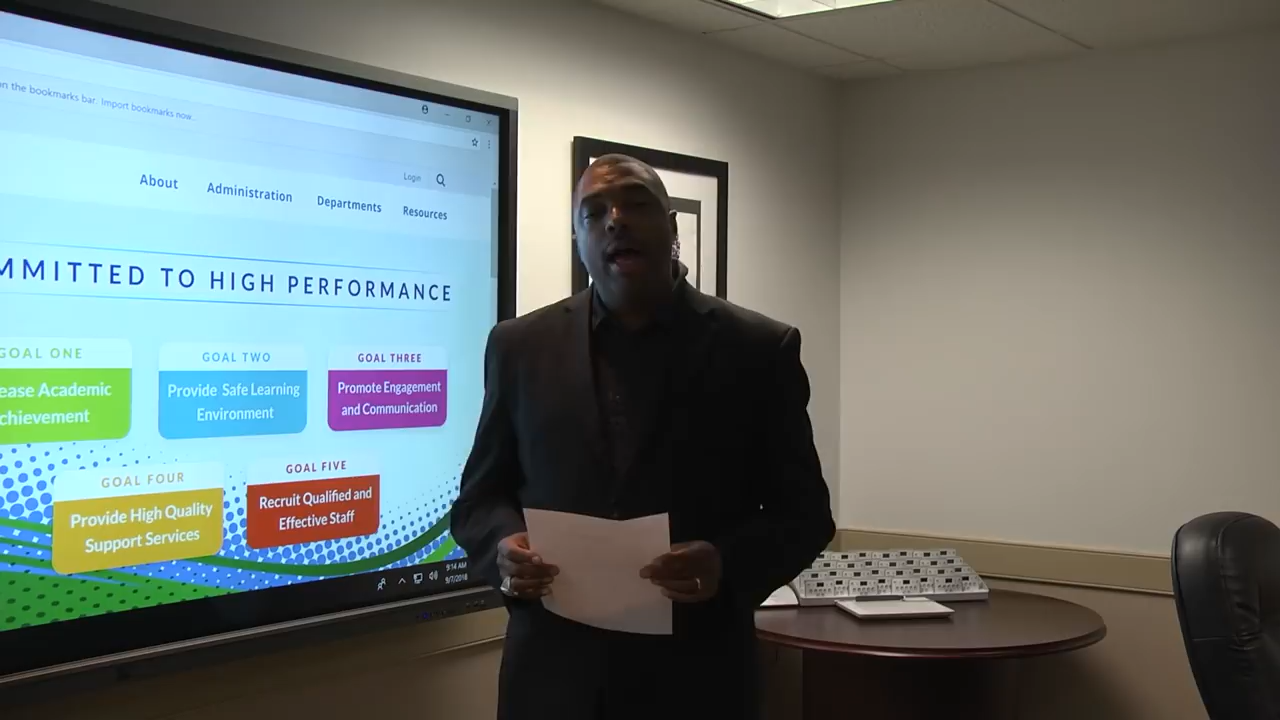 on the bookmarks bar. Import bookmarks now.
Login
About Administration Departments Resources
MMITTED TO HIGH PERFORMANCE
GOAL ONE
ease Academic
chievement
GOAL TWO
Provide Safe Learning
Environment
GOAL THREE
Promote Engagement
and Communication
GOAL FOUR
Provide High Quality
Support Services
GOAL FIVE
Recruit Qualified and
Effective Staff
9:14 AM
9/7/2018